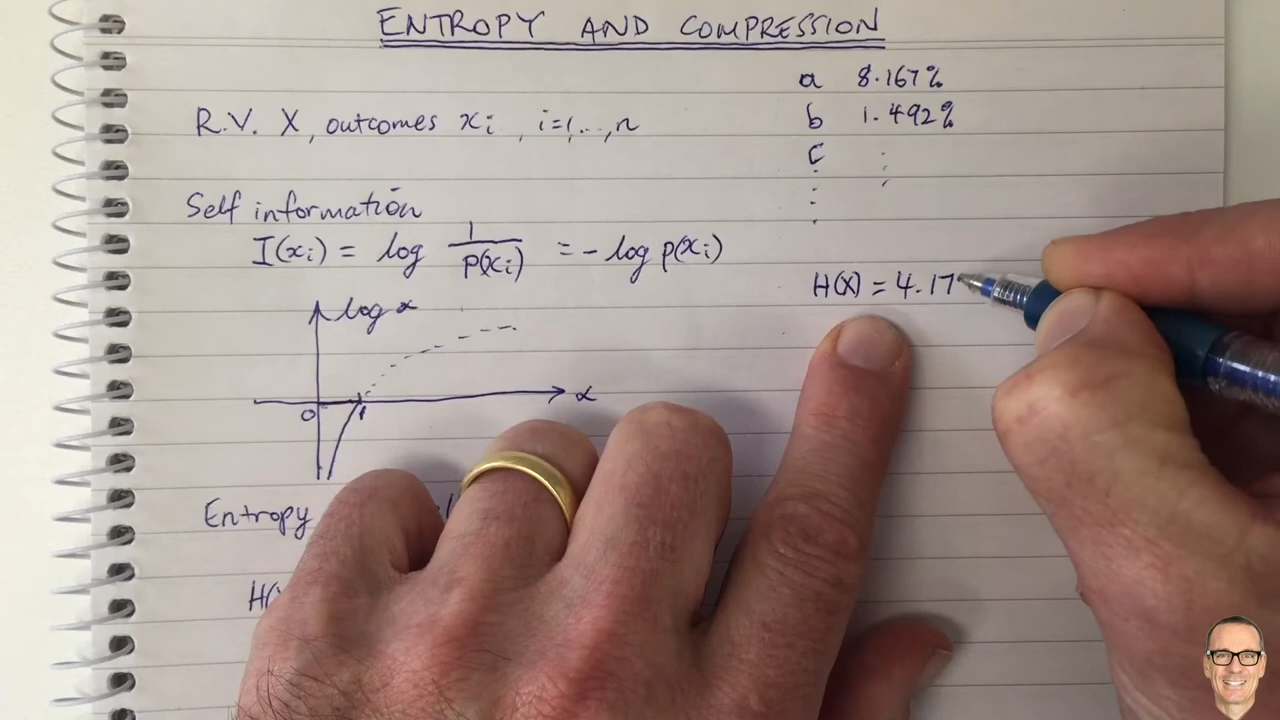 ENTROPY AND COMPRESSION
a 8.167%
b 1.492%
c :
:
R.V. X, outcomes xi, i=1,...,n
Self information
I(xi) = log 1/p(xi) = - log p(xi)
H(X) = 4.17
log α
0 1 α
Entropy
H(